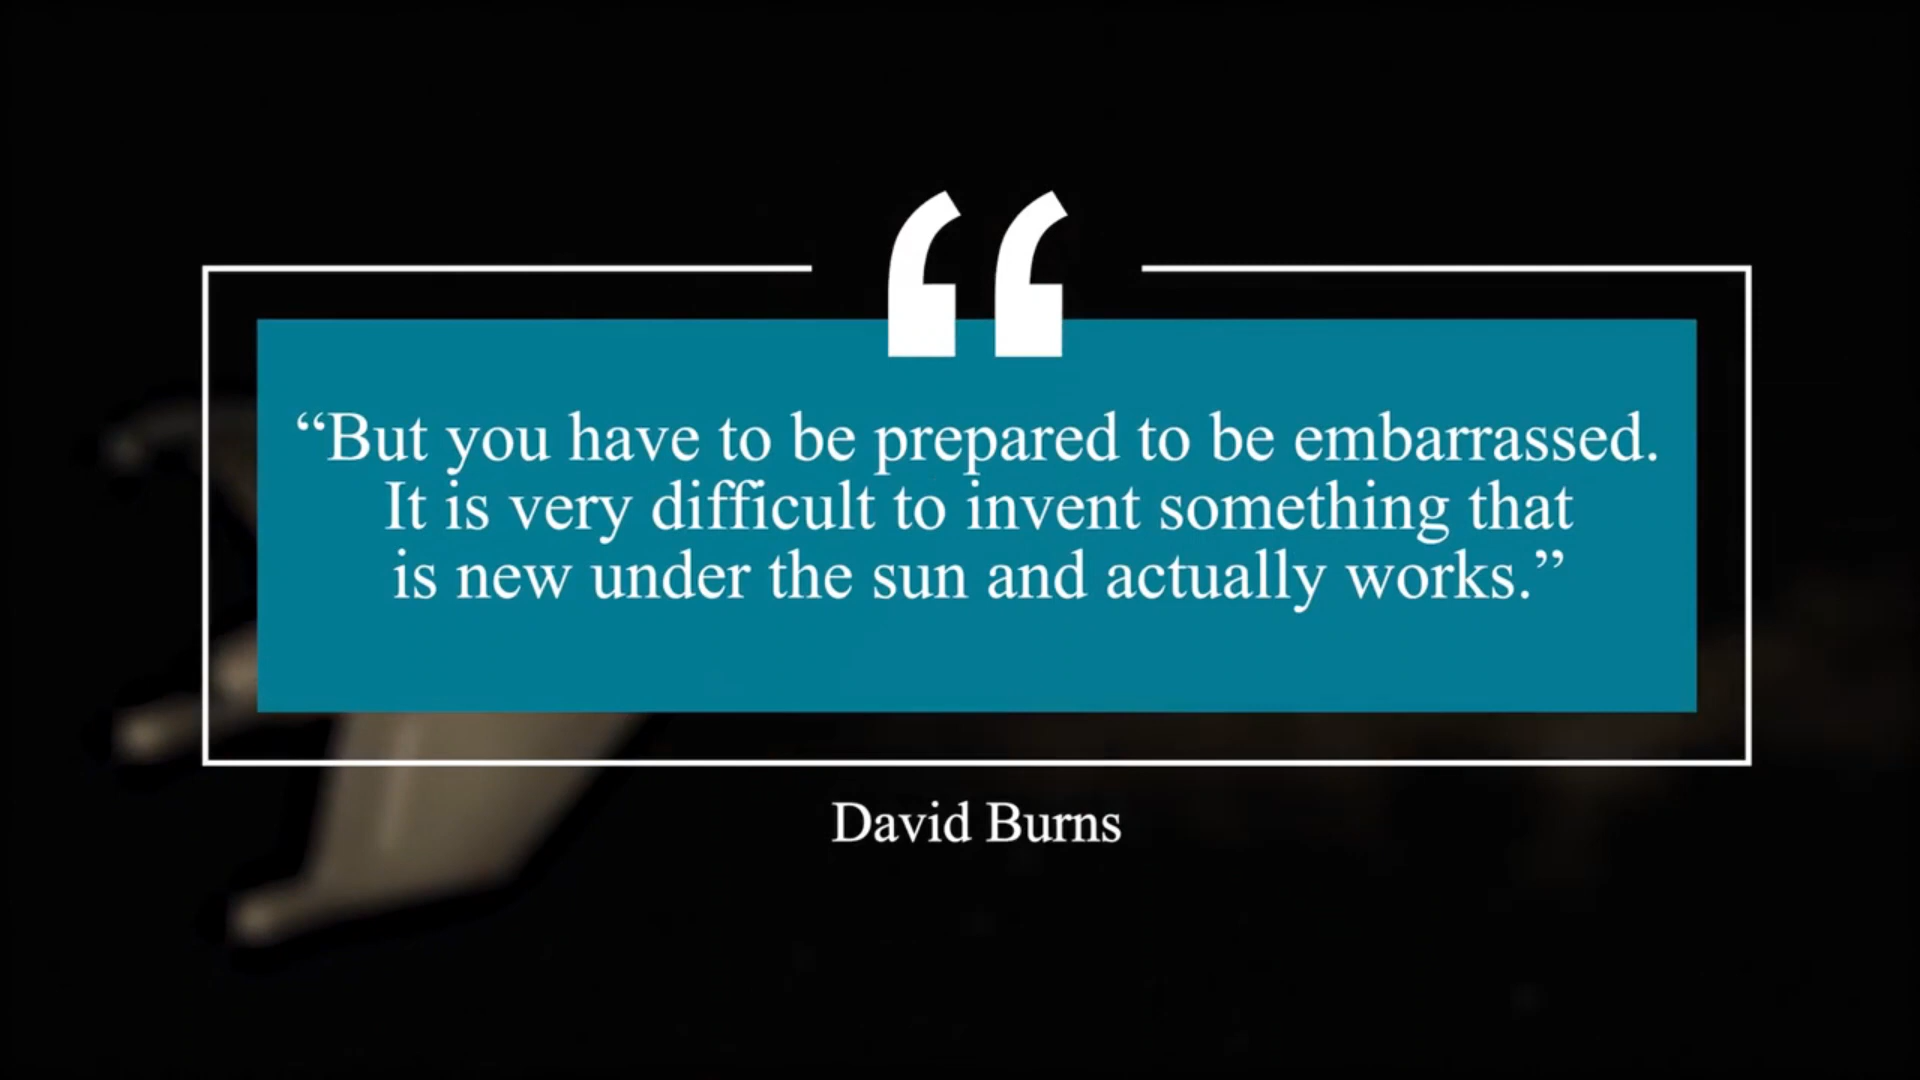 “But you have to be prepared to be embarrassed.
It is very difficult to invent something that
is new under the sun and actually works.”
David Burns